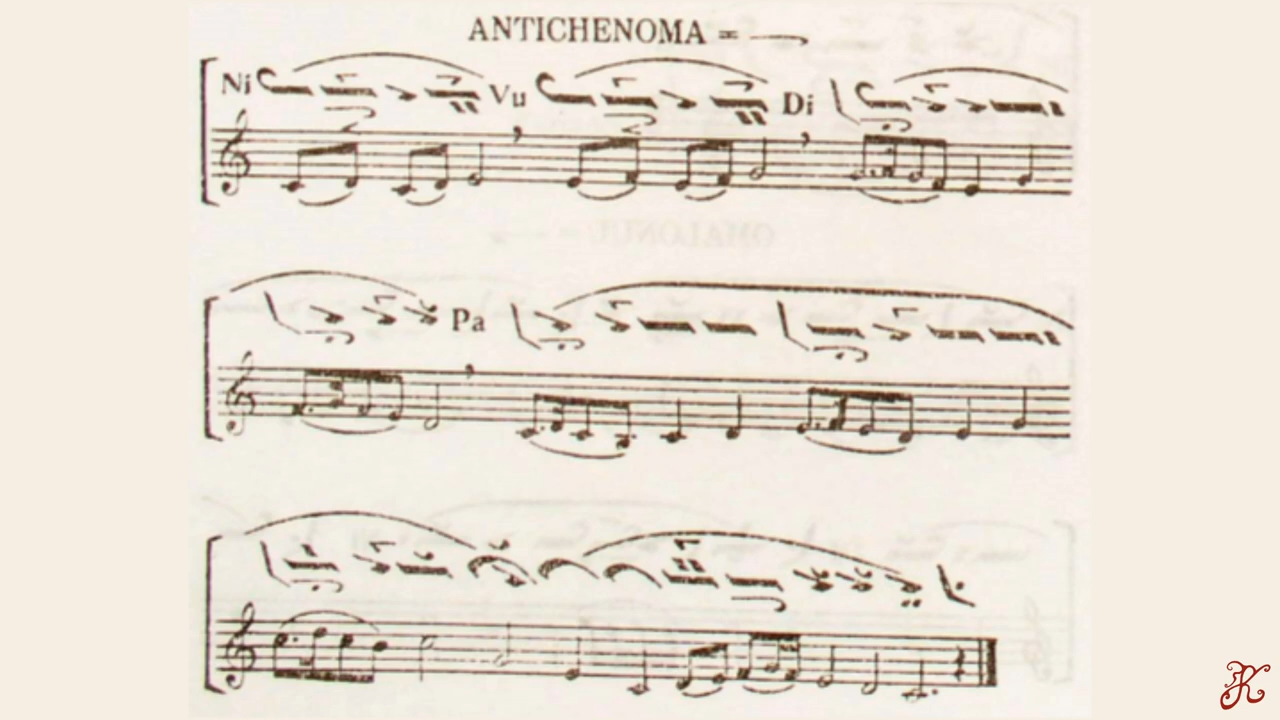 ANTICHENOMA =
Ni Vu Di
Pa
K